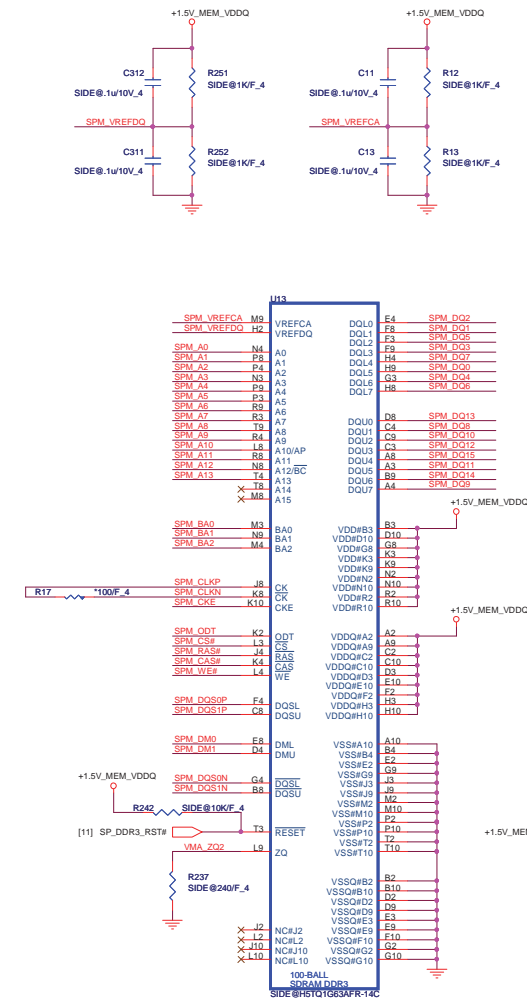 +1.5V_MEM_VDDQ
+1.5V_MEM_VDDQ
C312
SIDE@.1u/10V_4
R251
SIDE@1K/F_4
C11
SIDE@.1u/10V_4
R12
SIDE@1K/F_4
SPM_VREFDQ
SPM_VREFCA
C311
SIDE@.1u/10V_4
R252
SIDE@1K/F_4
C13
SIDE@.1u/10V_4
R13
SIDE@1K/F_4
U13
SPM_VREFCA M9 VREFCA
SPM_VREFDQ H2 VREFDQ
SPM_A0 N4 A0
SPM_A1 P8 A1
SPM_A2 P4 A2
SPM_A3 N3 A3
SPM_A4 P9 A4
SPM_A5 P3 A5
SPM_A6 R9 A6
SPM_A7 R3 A7
SPM_A8 T9 A8
SPM_A9 R4 A9
SPM_A10 L8 A10/AP
SPM_A11 R8 A11
SPM_A12 N8 A12/BC
SPM_A13 T4 A13
T8 A14
M8 A15
SPM_BA0 M3 BA0
SPM_BA1 N9 BA1
SPM_BA2 M4 BA2
SPM_CLKP J8 CK
R17 *100/F_4 SPM_CLKN K8 CK
SPM_CKE K10 CKE
SPM_ODT K2 ODT
SPM_CS# L3 CS
SPM_RAS# J4 RAS
SPM_CAS# K4 CAS
SPM_WE# L4 WE
SPM_DQS0P F4 DQSL
SPM_DQS1P C8 DQSU
SPM_DM0 E8 DML
SPM_DM1 D4 DMU
SPM_DQS0N G4 DQSL
SPM_DQS1N B8 DQSU
+1.5V_MEM_VDDQ
R242 SIDE@10K/F_4
[11] SP_DDR3_RST# T3 RESET
VMA_ZQ2 L9 ZQ
R237
SIDE@240/F_4
J2 NC#J2
L2 NC#L2
J10 NC#J10
L10 NC#L10
DQL0 E4 SPM_DQ2
DQL1 F8 SPM_DQ1
DQL2 F3 SPM_DQ5
DQL3 F9 SPM_DQ3
DQL4 H4 SPM_DQ7
DQL5 H9 SPM_DQ0
DQL6 G3 SPM_DQ4
DQL7 H8 SPM_DQ6
DQU0 D8 SPM_DQ13
DQU1 C4 SPM_DQ8
DQU2 C9 SPM_DQ10
DQU3 C3 SPM_DQ12
DQU4 A8 SPM_DQ15
DQU5 A3 SPM_DQ11
DQU6 B9 SPM_DQ14
DQU7 A4 SPM_DQ9
+1.5V_MEM_VDDQ
VDD#B3 B3
VDD#D10 D10
VDD#G8 G8
VDD#K3 K3
VDD#K9 K9
VDD#N2 N2
VDD#N10 N10
VDD#R2 R2
VDD#R10 R10
+1.5V_MEM_VDDQ
VDDQ#A2 A2
VDDQ#A9 A9
VDDQ#C2 C2
VDDQ#C10 C10
VDDQ#D3 D3
VDDQ#E10 E10
VDDQ#F2 F2
VDDQ#H3 H3
VDDQ#H10 H10
VSS#A10 A10
VSS#B4 B4
VSS#E2 E2
VSS#G9 G9
VSS#J3 J3
VSS#J9 J9
VSS#M2 M2
VSS#M10 M10
VSS#P2 P2
VSS#P10 P10
VSS#T2 T2
VSS#T10 T10
+1.5V_ME
VSSQ#B2 B2
VSSQ#B10 B10
VSSQ#D2 D2
VSSQ#D9 D9
VSSQ#E3 E3
VSSQ#E9 E9
VSSQ#F10 F10
VSSQ#G2 G2
VSSQ#G10 G10
100-BALL
SDRAM DDR3
SIDE@H5TQ1G63AFR-14C